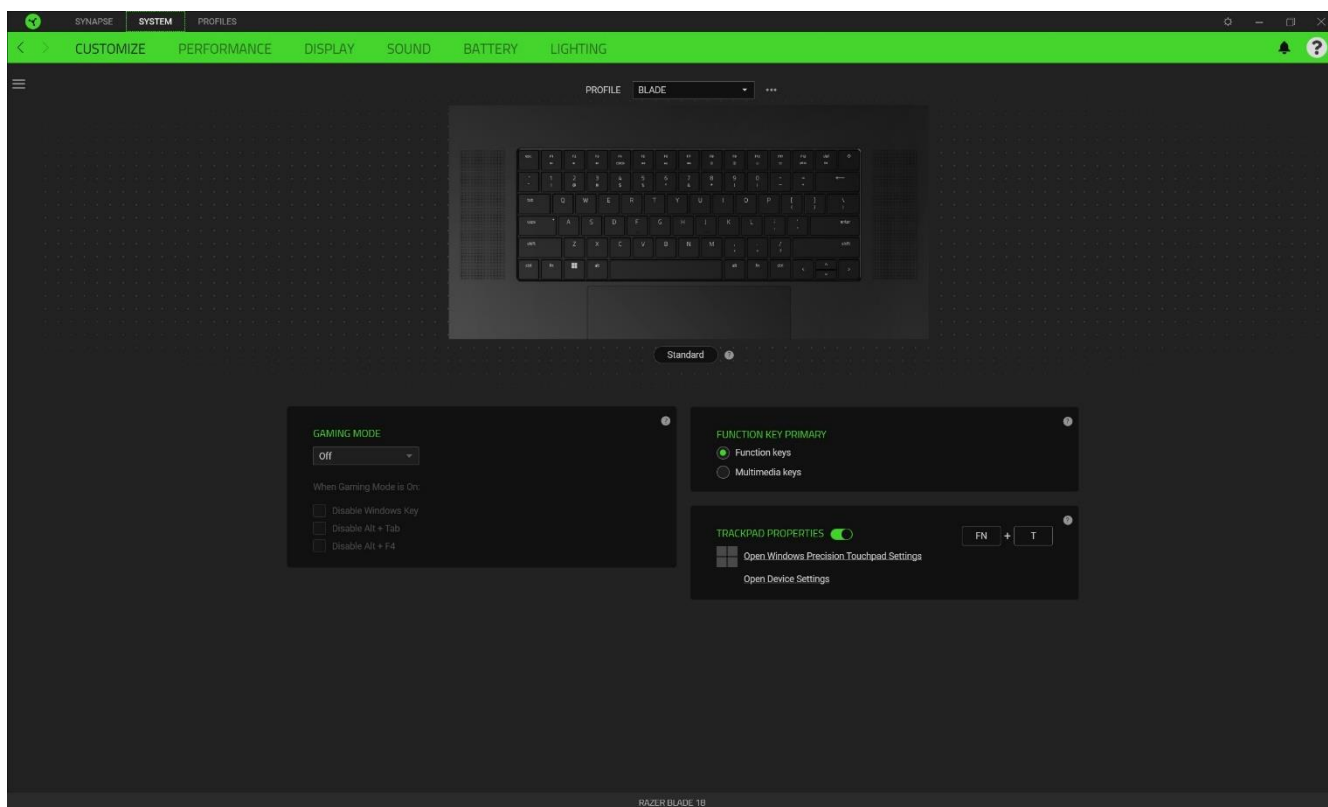 SYNAPSE SYSTEM PROFILES
CUSTOMIZE PERFORMANCE DISPLAY SOUND BATTERY LIGHTING ?
PROFILE BLADE
Q W E R T Y U I O P
A S D F G H J K L
Z X C V B N M
Standard ?
GAMING MODE ?
Off
When Gaming Mode is On:
Disable Windows Key
Disable Alt + Tab
Disable Alt + F4
FUNCTION KEY PRIMARY ?
Function keys
Multimedia keys
TRACKPAD PROPERTIES FN + T ?
Open Windows Precision Touchpad Settings
Open Device Settings
RAZER BLADE 18